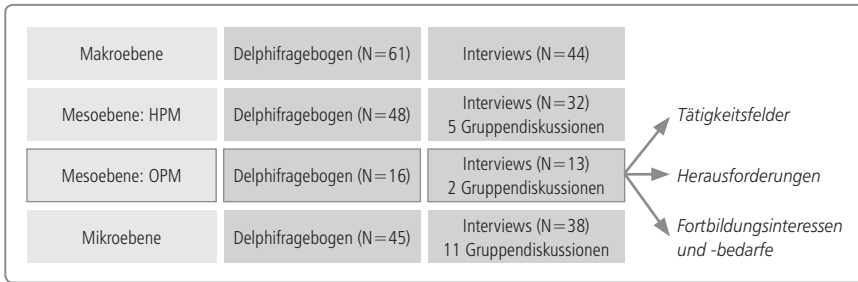 Makroebene
Delphifragebogen (N=61)
Interviews (N=44)
Mesoebene: HPM
Delphifragebogen (N=48)
Interviews (N=32)
5 Gruppendiskussionen
Mesoebene: OPM
Delphifragebogen (N=16)
Interviews (N=13)
2 Gruppendiskussionen
Mikroebene
Delphifragebogen (N=45)
Interviews (N=38)
11 Gruppendiskussionen
Tätigkeitsfelder
Herausforderungen
Fortbildungsinteressen
und -bedarfe